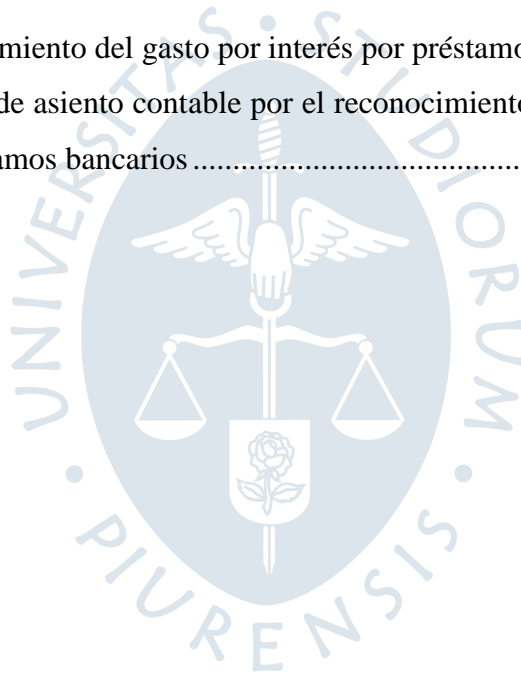 miento del gasto por interés por préstamo
de asiento contable por el reconocimiento
amos bancarios ........................................
UNIVERSITAS • STUDIORUM • PIURENSIS •